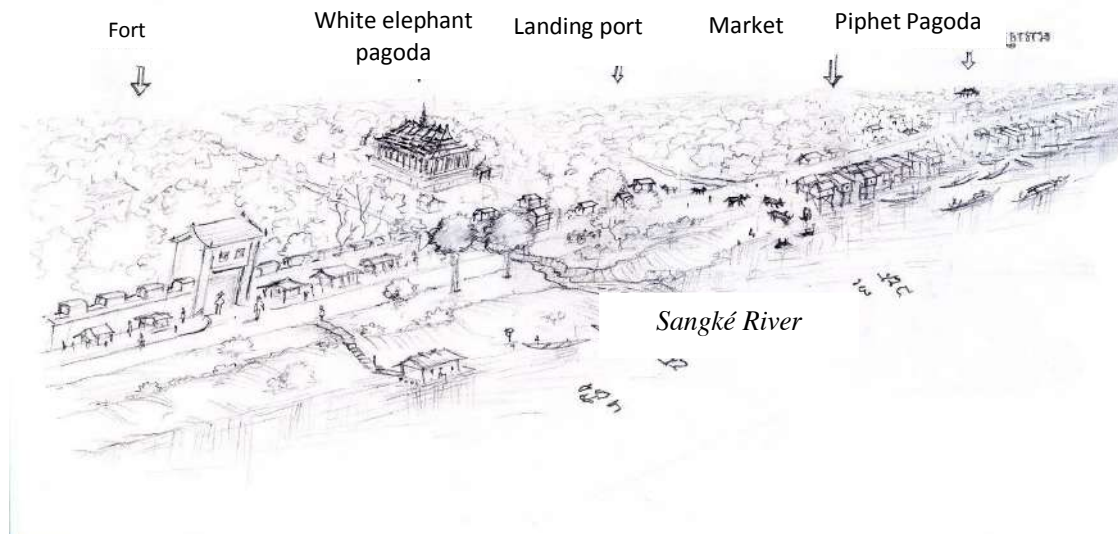 Fort
White elephant
pagoda
Landing port
Market
Piphet Pagoda
Sangké River